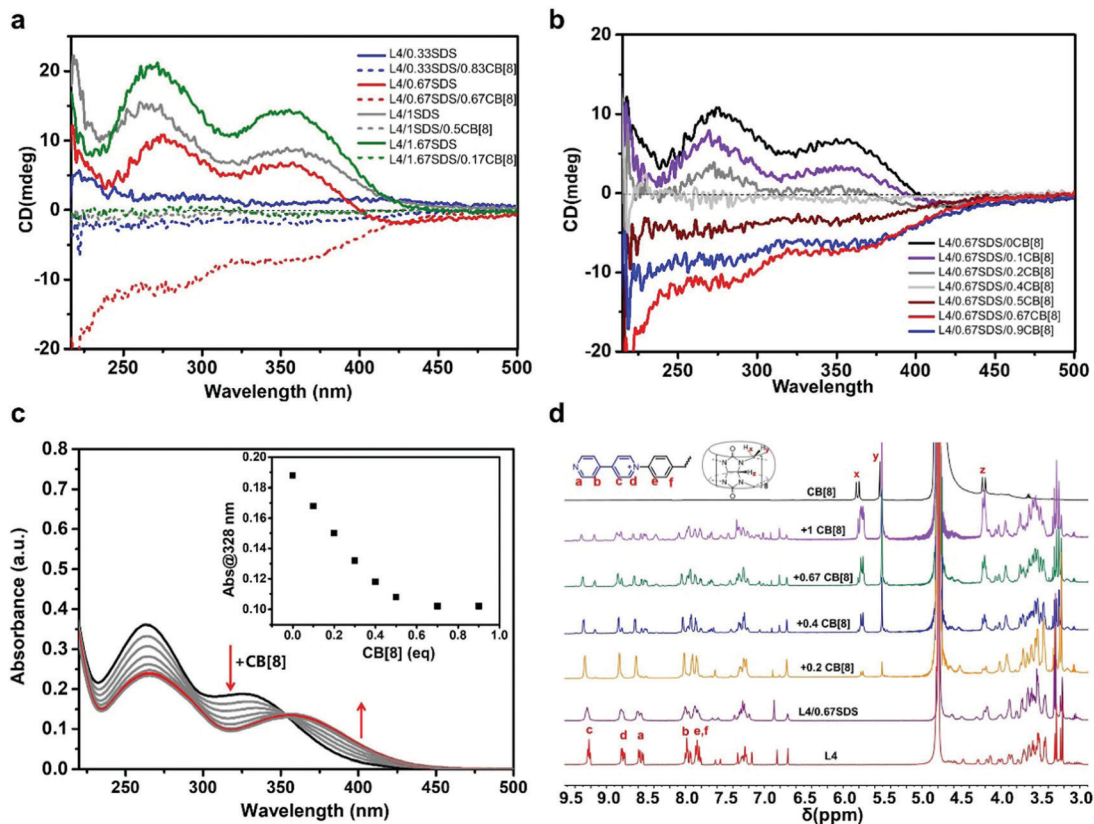 a
CD(mdeg)
20
10
0
-10
-20
L4/0.33SDS
L4/0.33SDS/0.83CB[8]
L4/0.67SDS
L4/0.67SDS/0.67CB[8]
L4/1SDS
L4/1SDS/0.5CB[8]
L4/1.67SDS
L4/1.67SDS/0.17CB[8]
250 300 350 400 450 500
Wavelength (nm)
b
CD(mdeg)
20
10
0
-10
-20
L4/0.67SDS/0CB[8]
L4/0.67SDS/0.1CB[8]
L4/0.67SDS/0.2CB[8]
L4/0.67SDS/0.4CB[8]
L4/0.67SDS/0.5CB[8]
L4/0.67SDS/0.67CB[8]
L4/0.67SDS/0.9CB[8]
250 300 350 400 450 500
Wavelength
c
Absorbance (a.u.)
0.8
0.7
0.6
0.5
0.4
0.3
0.2
0.1
0.0
Abs@328 nm
0.20
0.18
0.16
0.14
0.12
0.10
0.0 0.2 0.4 0.6 0.8 1.0
CB[8] (eq)
+CB[8]
250 300 350 400 450 500
Wavelength (nm)
d
a b c d e f
x y z
CB[8]
+1 CB[8]
+0.67 CB[8]
+0.4 CB[8]
+0.2 CB[8]
L4/0.67SDS
c d a b e,f
L4
9.5 9.0 8.5 8.0 7.5 7.0 6.5 6.0 5.5 5.0 4.5 4.0 3.5 3.0
δ(ppm)